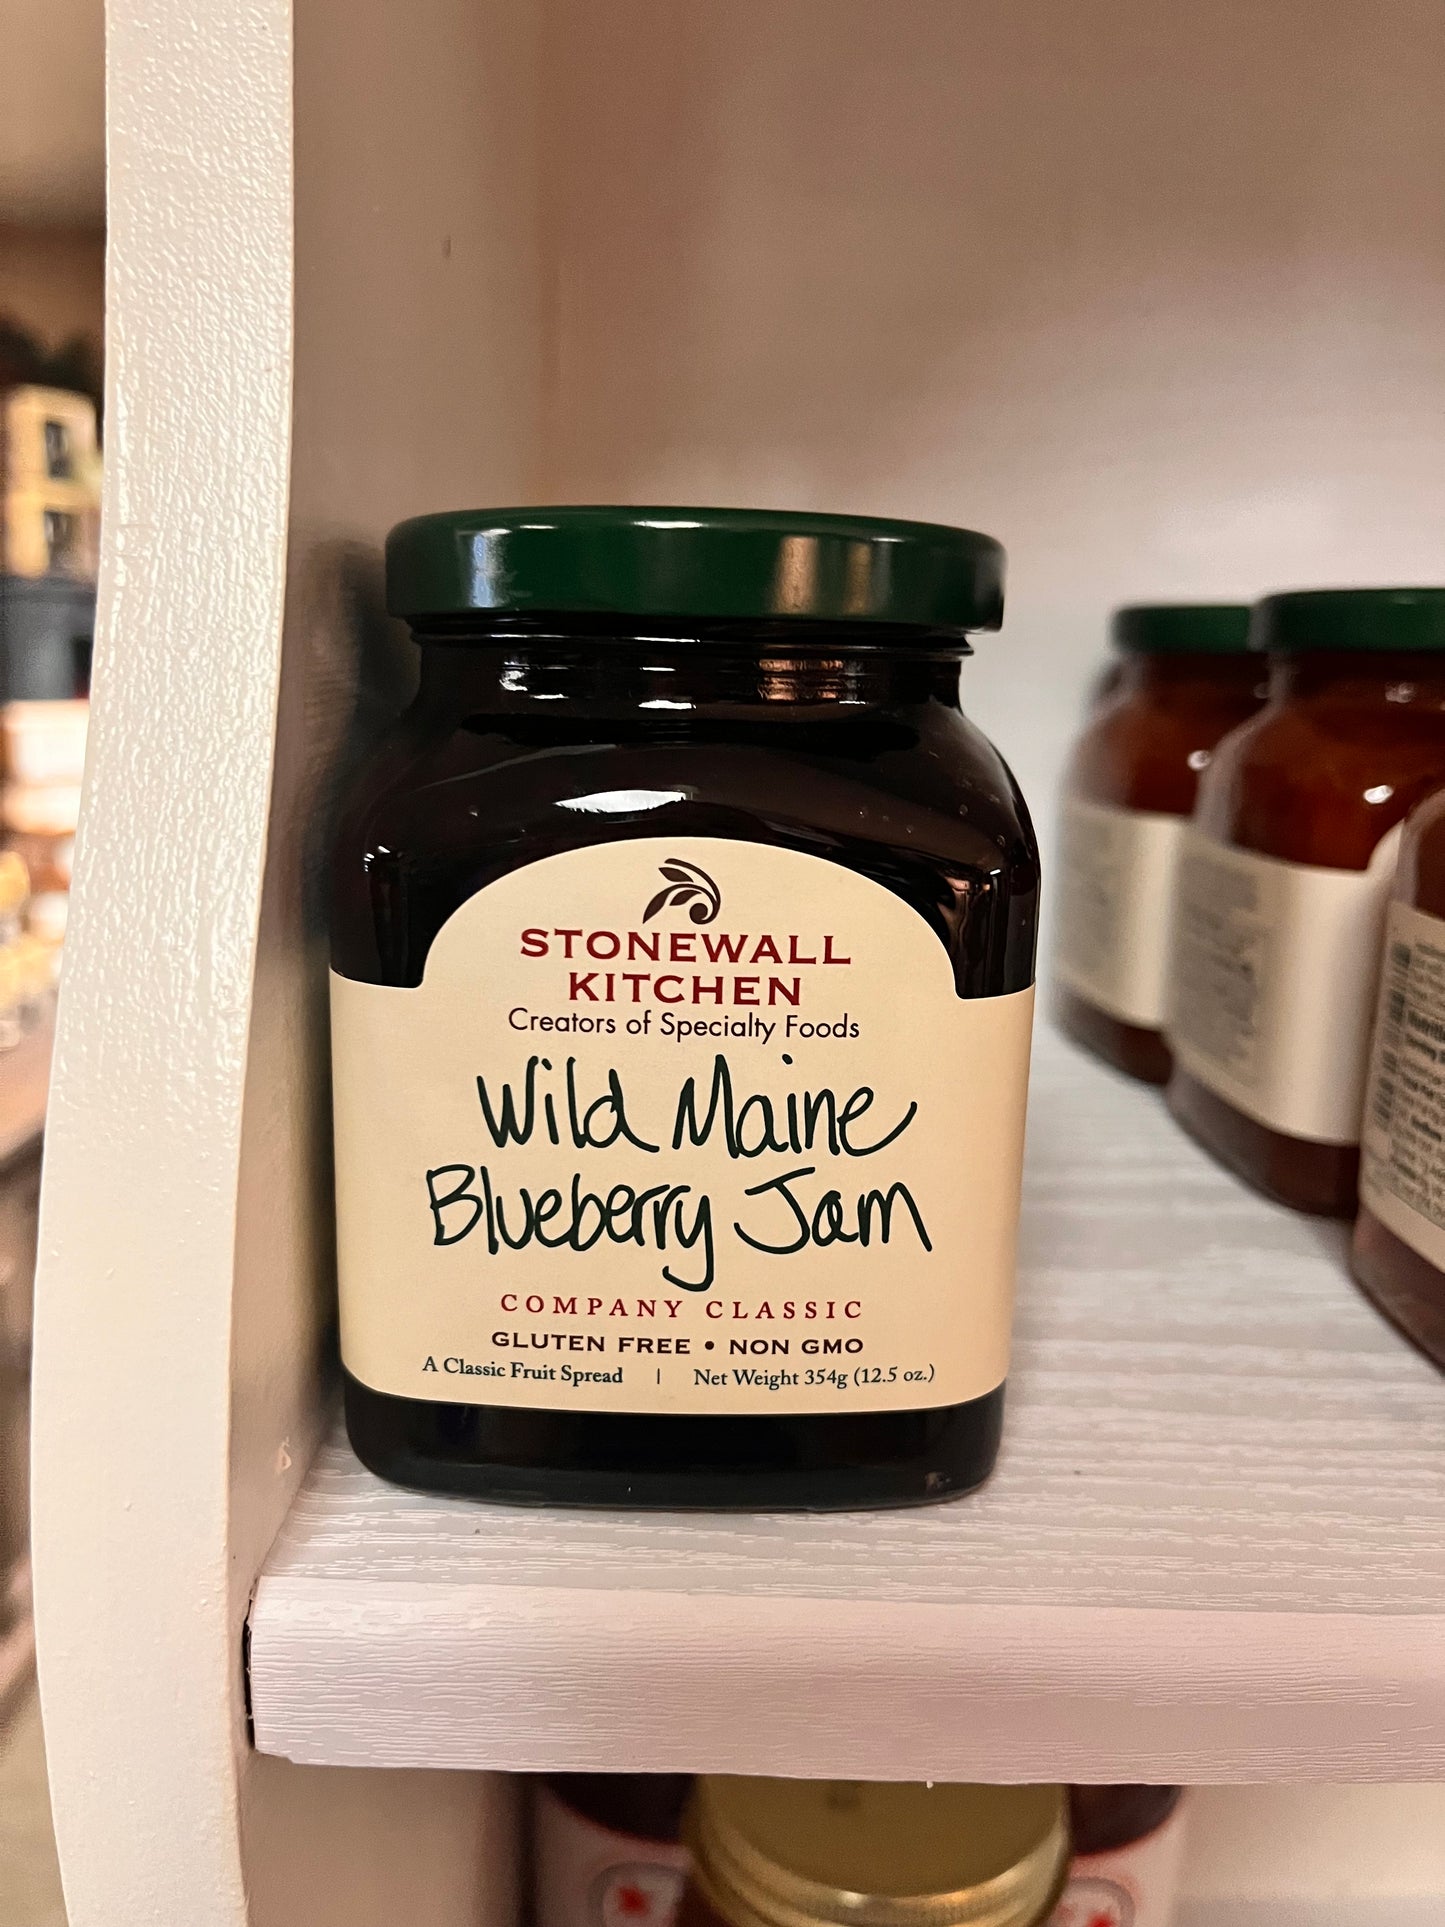 STONEWALL
KITCHEN
Creators of Specialty Foods
Wild Maine
Blueberry Jam
COMPANY CLASSIC
GLUTEN FREE • NON GMO
A Classic Fruit Spread | Net Weight 354g (12.5 oz.)